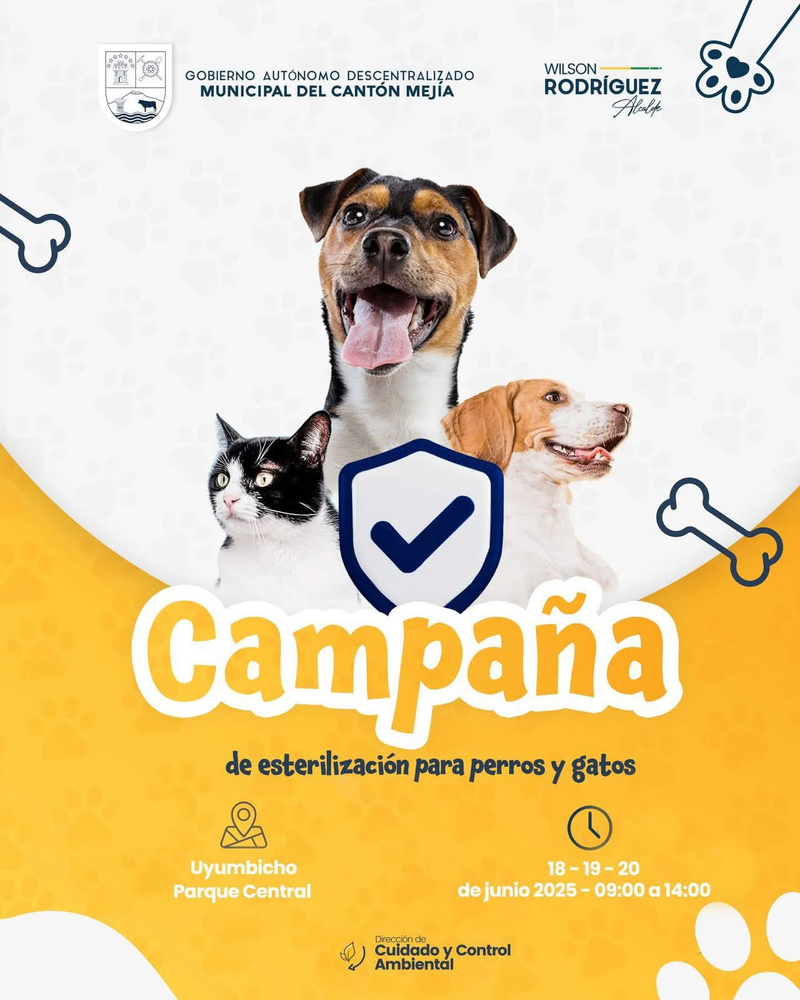 GOBIERNO AUTÓNOMO DESCENTRALIZADO
MUNICIPAL DEL CANTÓN MEJÍA
WILSON
RODRÍGUEZ
Alcalde
Campaña
de esterilización para perros y gatos
Uyumbicho
Parque Central
18 - 19 - 20
de junio 2025 - 09:00 a 14:00
Dirección de
Cuidado y Control
Ambiental